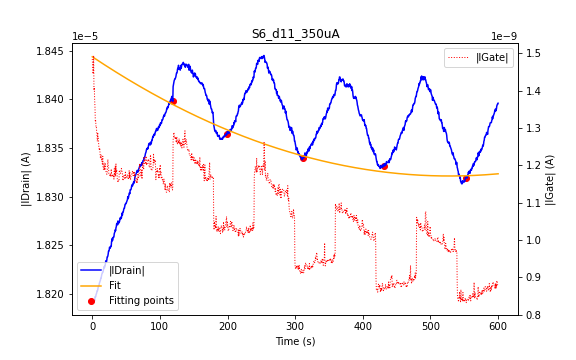 S6_d11_350uA
1e−5
1e−9
1.845
1.840
1.835
1.830
1.825
1.820
|IDrain| (A)
1.5
1.4
1.3
1.2
1.1
1.0
0.9
0.8
|IGate| (A)
|IGate|
|IDrain|
Fit
Fitting points
0 100 200 300 400 500 600
Time (s)